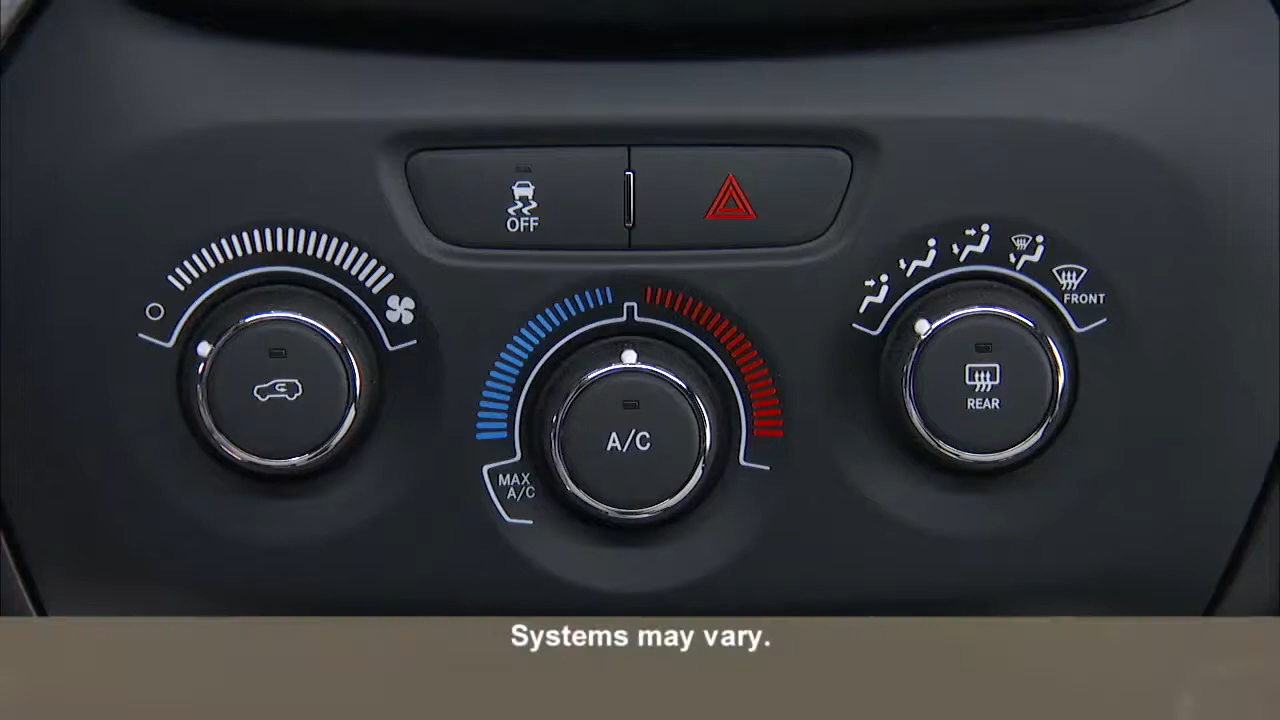 OFF
FRONT
REAR
A/C
MAX
A/C
Systems may vary.